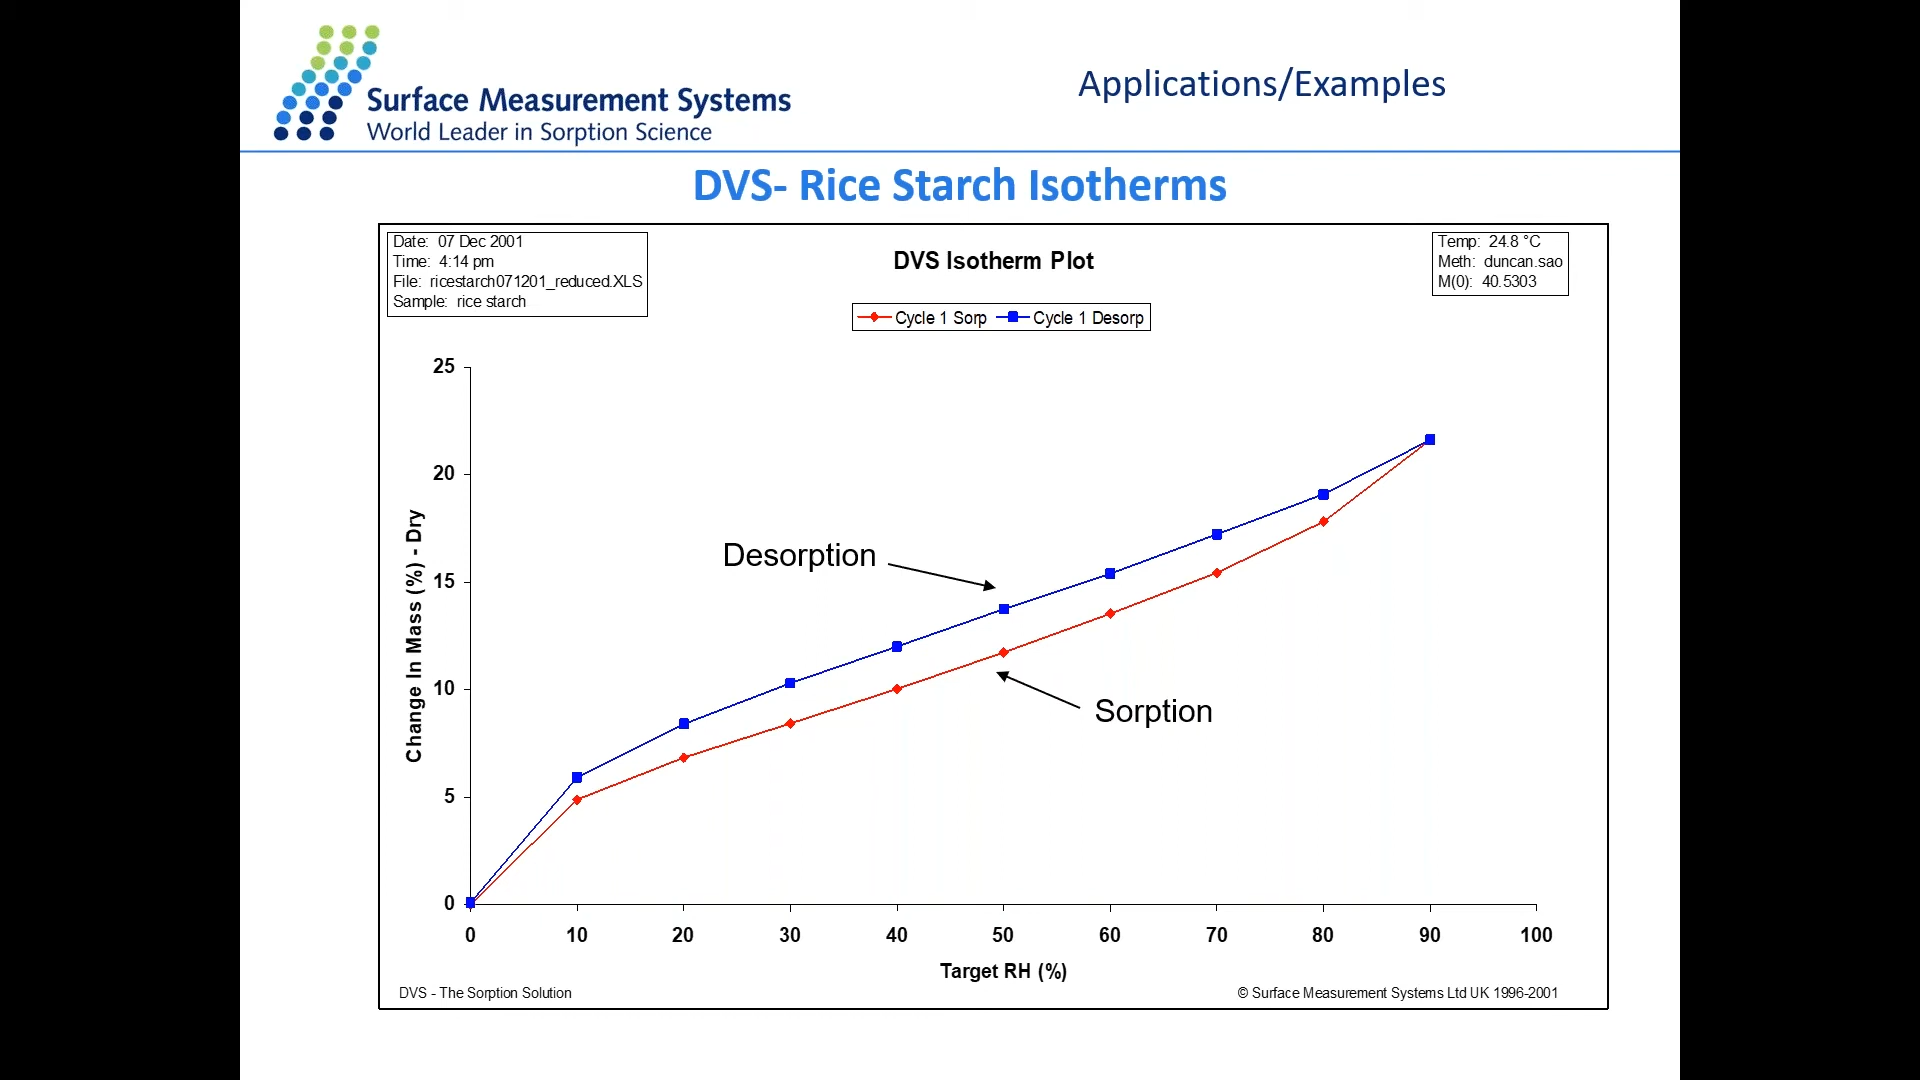 Surface Measurement Systems
World Leader in Sorption Science
Applications/Examples
DVS- Rice Starch Isotherms
Date: 07 Dec 2001
Time: 4:14 pm
File: ricestarch071201_reduced.XLS
Sample: rice starch
DVS Isotherm Plot
Temp: 24.8 °C
Meth: duncan.sao
M(0): 40.5303
Cycle 1 Sorp Cycle 1 Desorp
25
20
15
10
5
0
Change In Mass (%) - Dry
Desorption
Sorption
0 10 20 30 40 50 60 70 80 90 100
Target RH (%)
DVS - The Sorption Solution
© Surface Measurement Systems Ltd UK 1996-2001